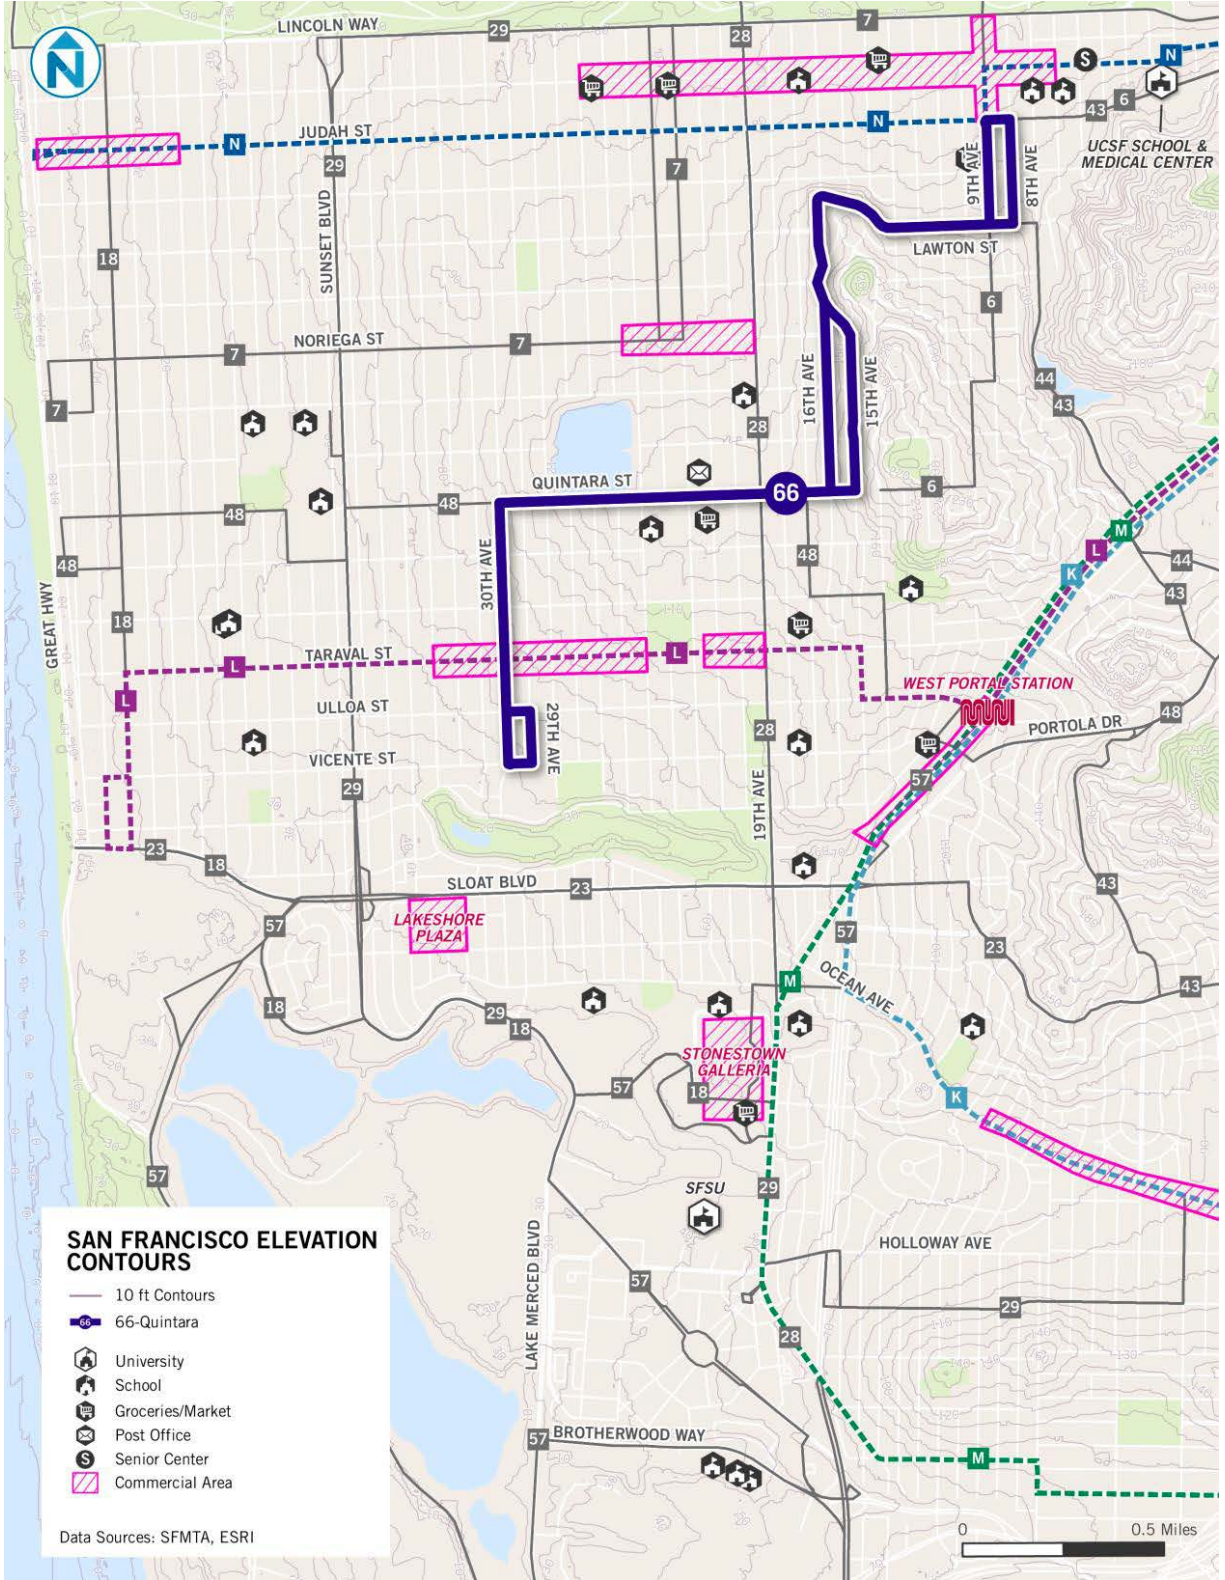 LINCOLN WAY
29
28
7
N
S
N
43
6
UCSF SCHOOL &
MEDICAL CENTER
JUDAH ST
N
N
29
7
9TH AVE
8TH AVE
SUNSET BLVD
18
LAWTON ST
6
NORIEGA ST
7
7
7
16TH AVE
15TH AVE
44
43
28
QUINTARA ST
66
6
48
48
48
48
30TH AVE
GREAT HWY
M
L
K
44
43
18
TARAVAL ST
L
L
L
WEST PORTAL STATION
ULLOA ST
29TH AVE
28
PORTOLA DR
48
VICENTE ST
29
57
19TH AVE
23
18
SLOAT BLVD
23
43
LAKESHORE
PLAZA
57
57
23
M
OCEAN AVE
43
18
29
18
STONESTOWN
GALLERIA
57
18
K
57
SFSU
29
LAKE MERCED BLVD
HOLLOWAY AVE
57
29
28
57
BROTHERWOOD WAY
M
SAN FRANCISCO ELEVATION
CONTOURS
10 ft Contours
66
66-Quintara
University
School
Groceries/Market
Post Office
S
Senior Center
Commercial Area
Data Sources: SFMTA, ESRI
0
0.5 Miles